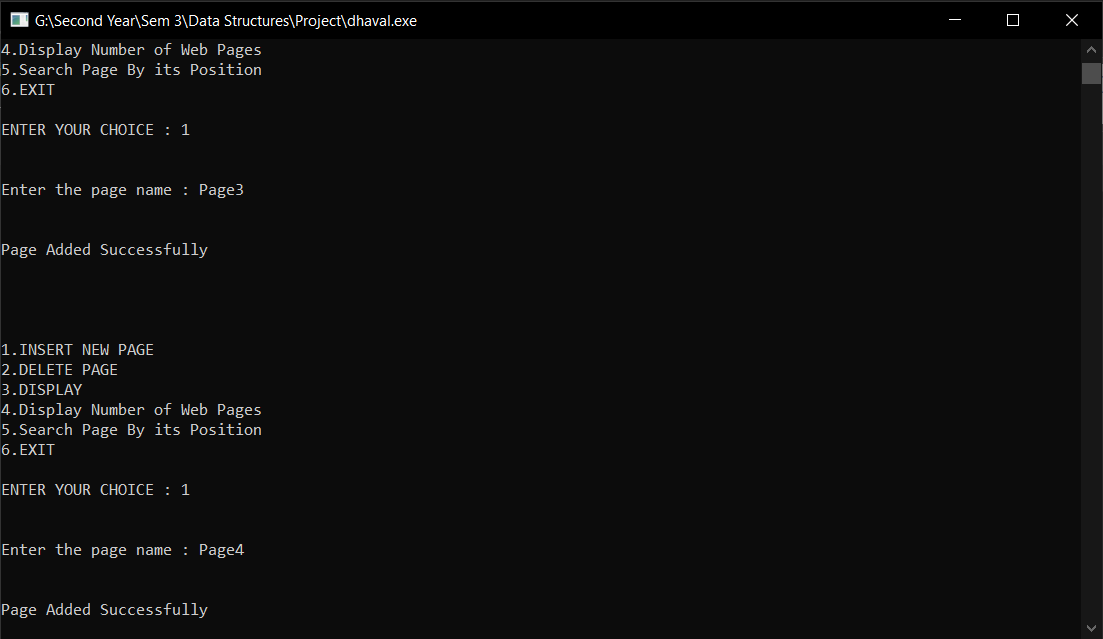 G:\Second Year\Sem 3\Data Structures\Project\dhaval.exe
4.Display Number of Web Pages
5.Search Page By its Position
6.EXIT
ENTER YOUR CHOICE : 1
Enter the page name : Page3
Page Added Successfully
1.INSERT NEW PAGE
2.DELETE PAGE
3.DISPLAY
4.Display Number of Web Pages
5.Search Page By its Position
6.EXIT
ENTER YOUR CHOICE : 1
Enter the page name : Page4
Page Added Successfully